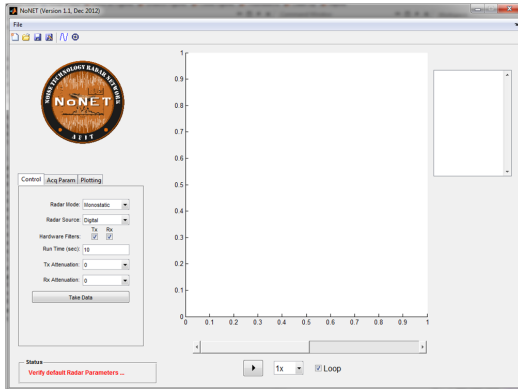 NoNET (Version 1.1, Dec 2012)
File
NOISE TECHNOLOGY RADAR NETWORK
NoNET
AFIT
Control Acq Param Plotting
Radar Mode: Monostatic
Radar Source: Digital
Tx Rx
Hardware Filters:
Run Time (sec): 10
Tx Attenuation: 0
Rx Attenuation: 0
Take Data
Status
Verify default Radar Parameters ...
1
0.9
0.8
0.7
0.6
0.5
0.4
0.3
0.2
0.1
0
0 0.1 0.2 0.3 0.4 0.5 0.6 0.7 0.8 0.9 1
1x Loop